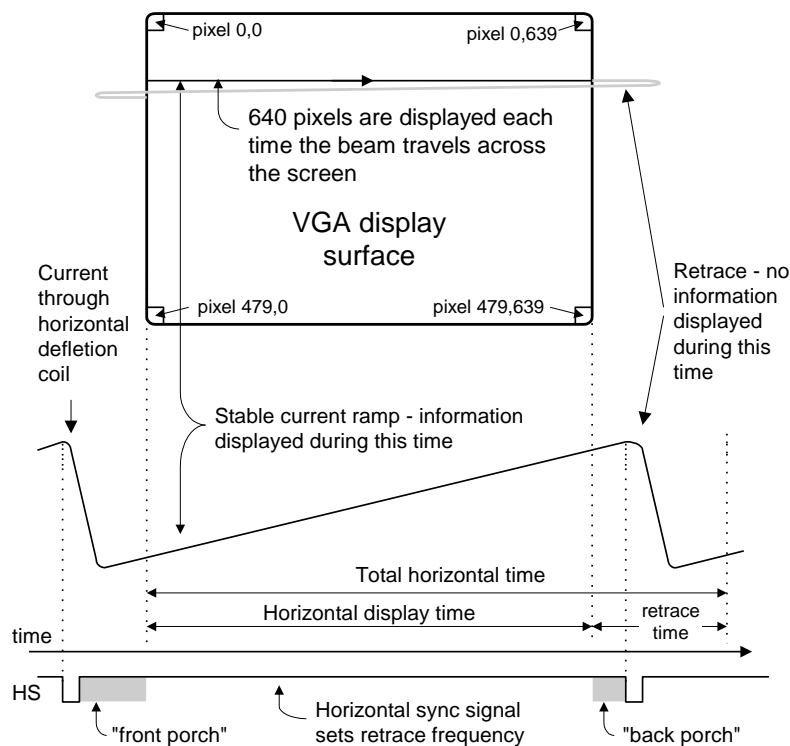 pixel 0,0
pixel 0,639
640 pixels are displayed each
time the beam travels across
the screen
VGA display
surface
Current
through
horizontal
defletion
coil
pixel 479,0
pixel 479,639
Retrace - no
information
displayed
during this
time
Stable current ramp - information
displayed during this time
Total horizontal time
Horizontal display time
retrace
time
time
HS
"front porch"
Horizontal sync signal
sets retrace frequency
"back porch"